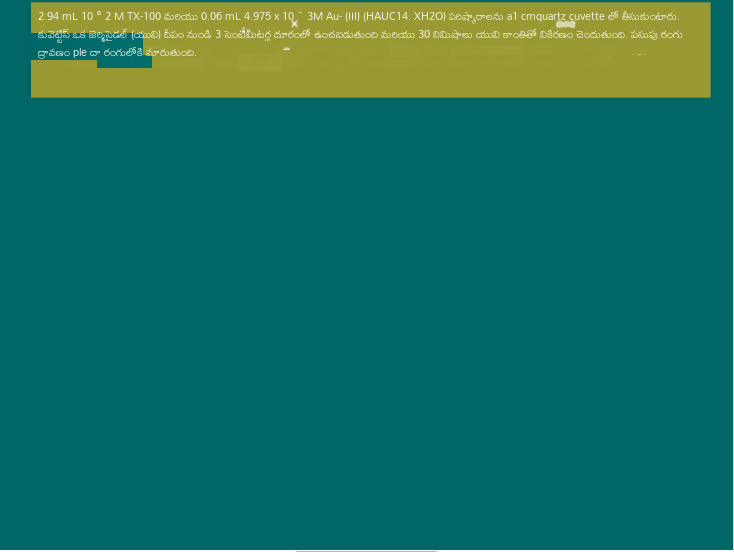 2.94 mL 10 ° 2 M TX-100 మరియు 0.06 mL 4.975 x 10 ¯ 3M Au- (III) (HAUC14. XH2O) పరిష్కారాలను a1 cmquartz cuvette లో తీసుకుంటారు.
కువెట్టిస్ ఒక జెర్మిసైడల్ (యువి) దీపం నుండి 3 సెంటీమీటర్ల దూరంలో ఉంచబడుతుంది మరియు 30 నిమిషాలు యువి కాంతితో వికిరణం చెందుతుంది. పసుపు రంగు
ద్రావణం ple దా రంగులోకి మారుతుంది.